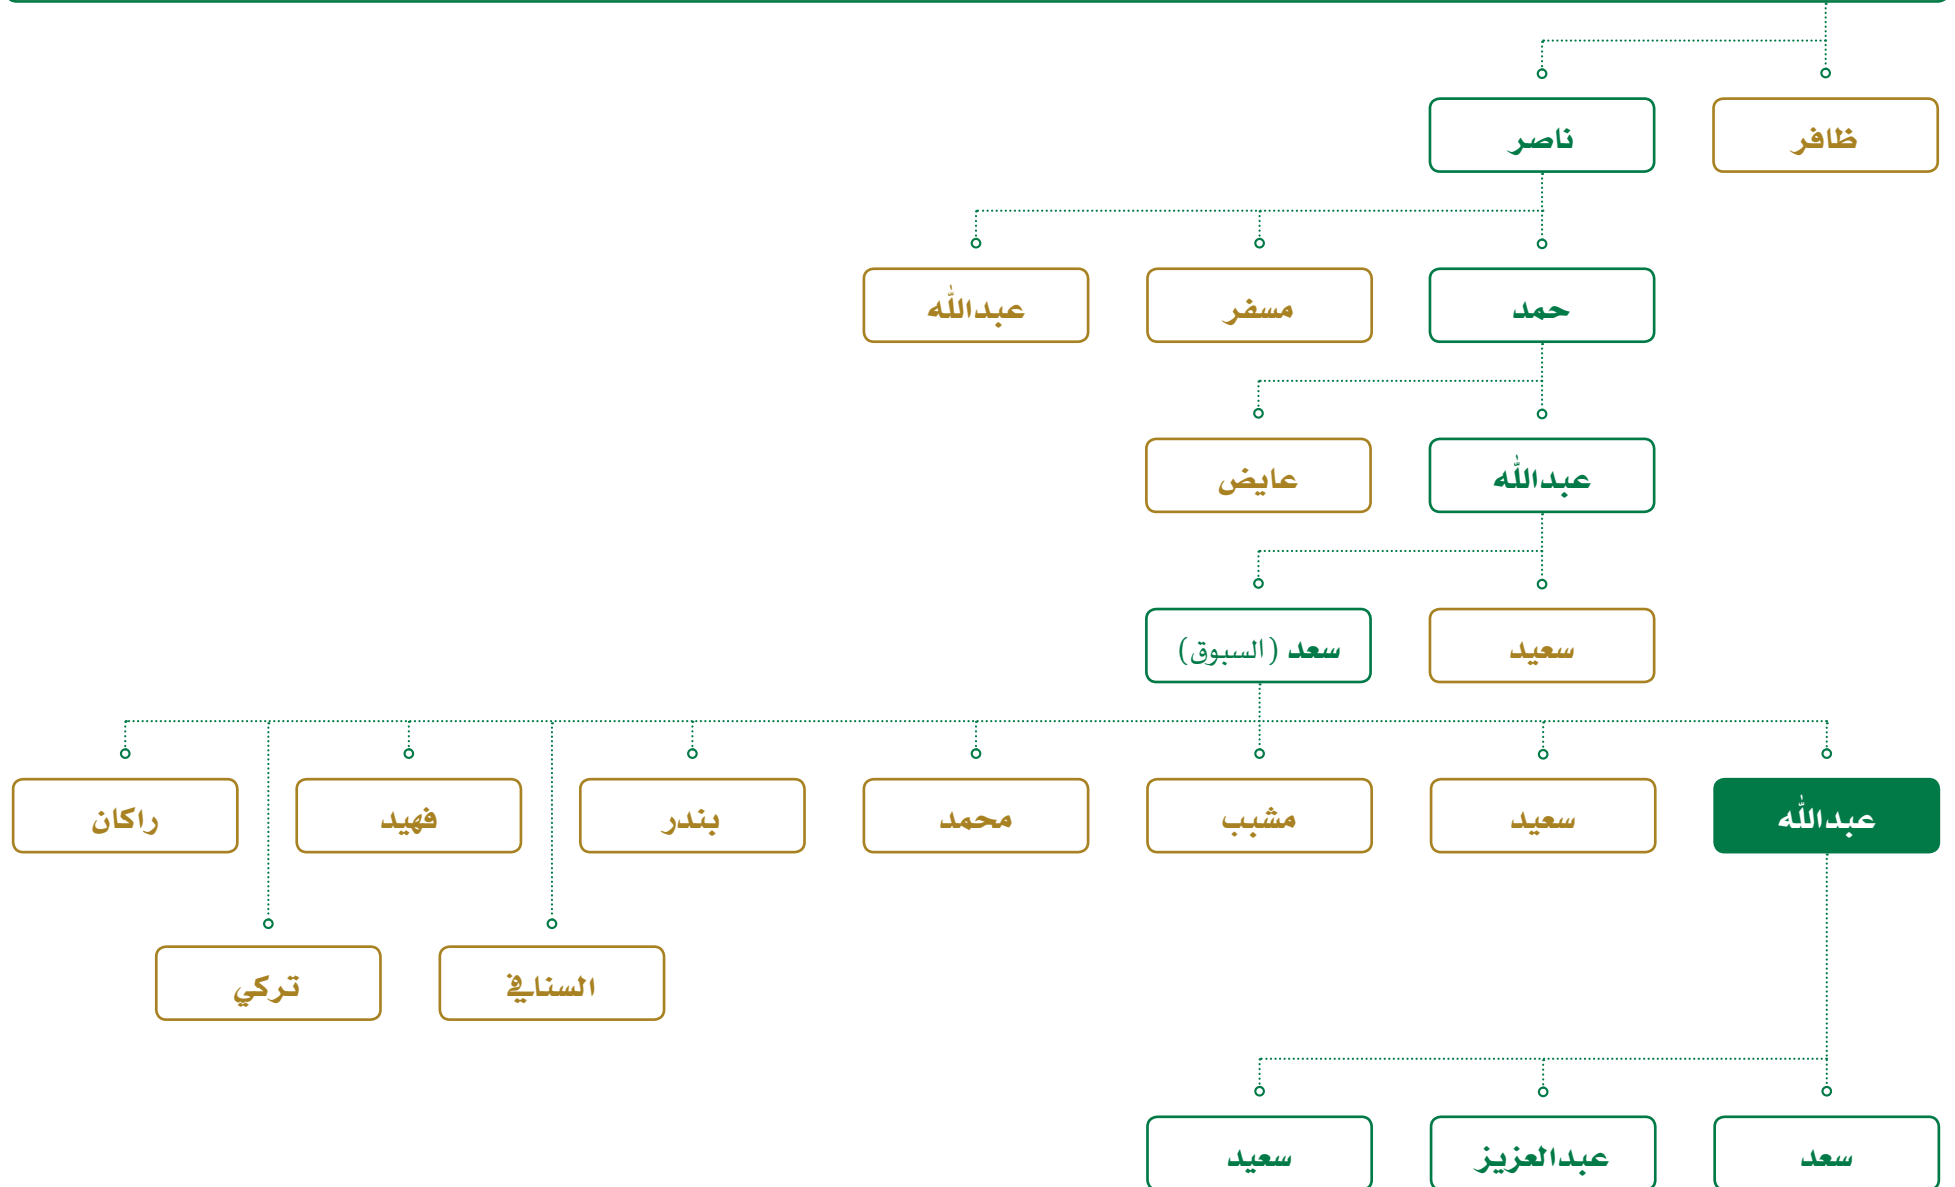 ظافر
ناصر
حمد
مسفر
عبدالله
عبدالله
عايض
سعيد
سعد (السبوق)
عبدالله
سعيد
مشبب
محمد
بندر
فهيد
راكان
السنافي
تركي
سعد
عبدالعزيز
سعيد